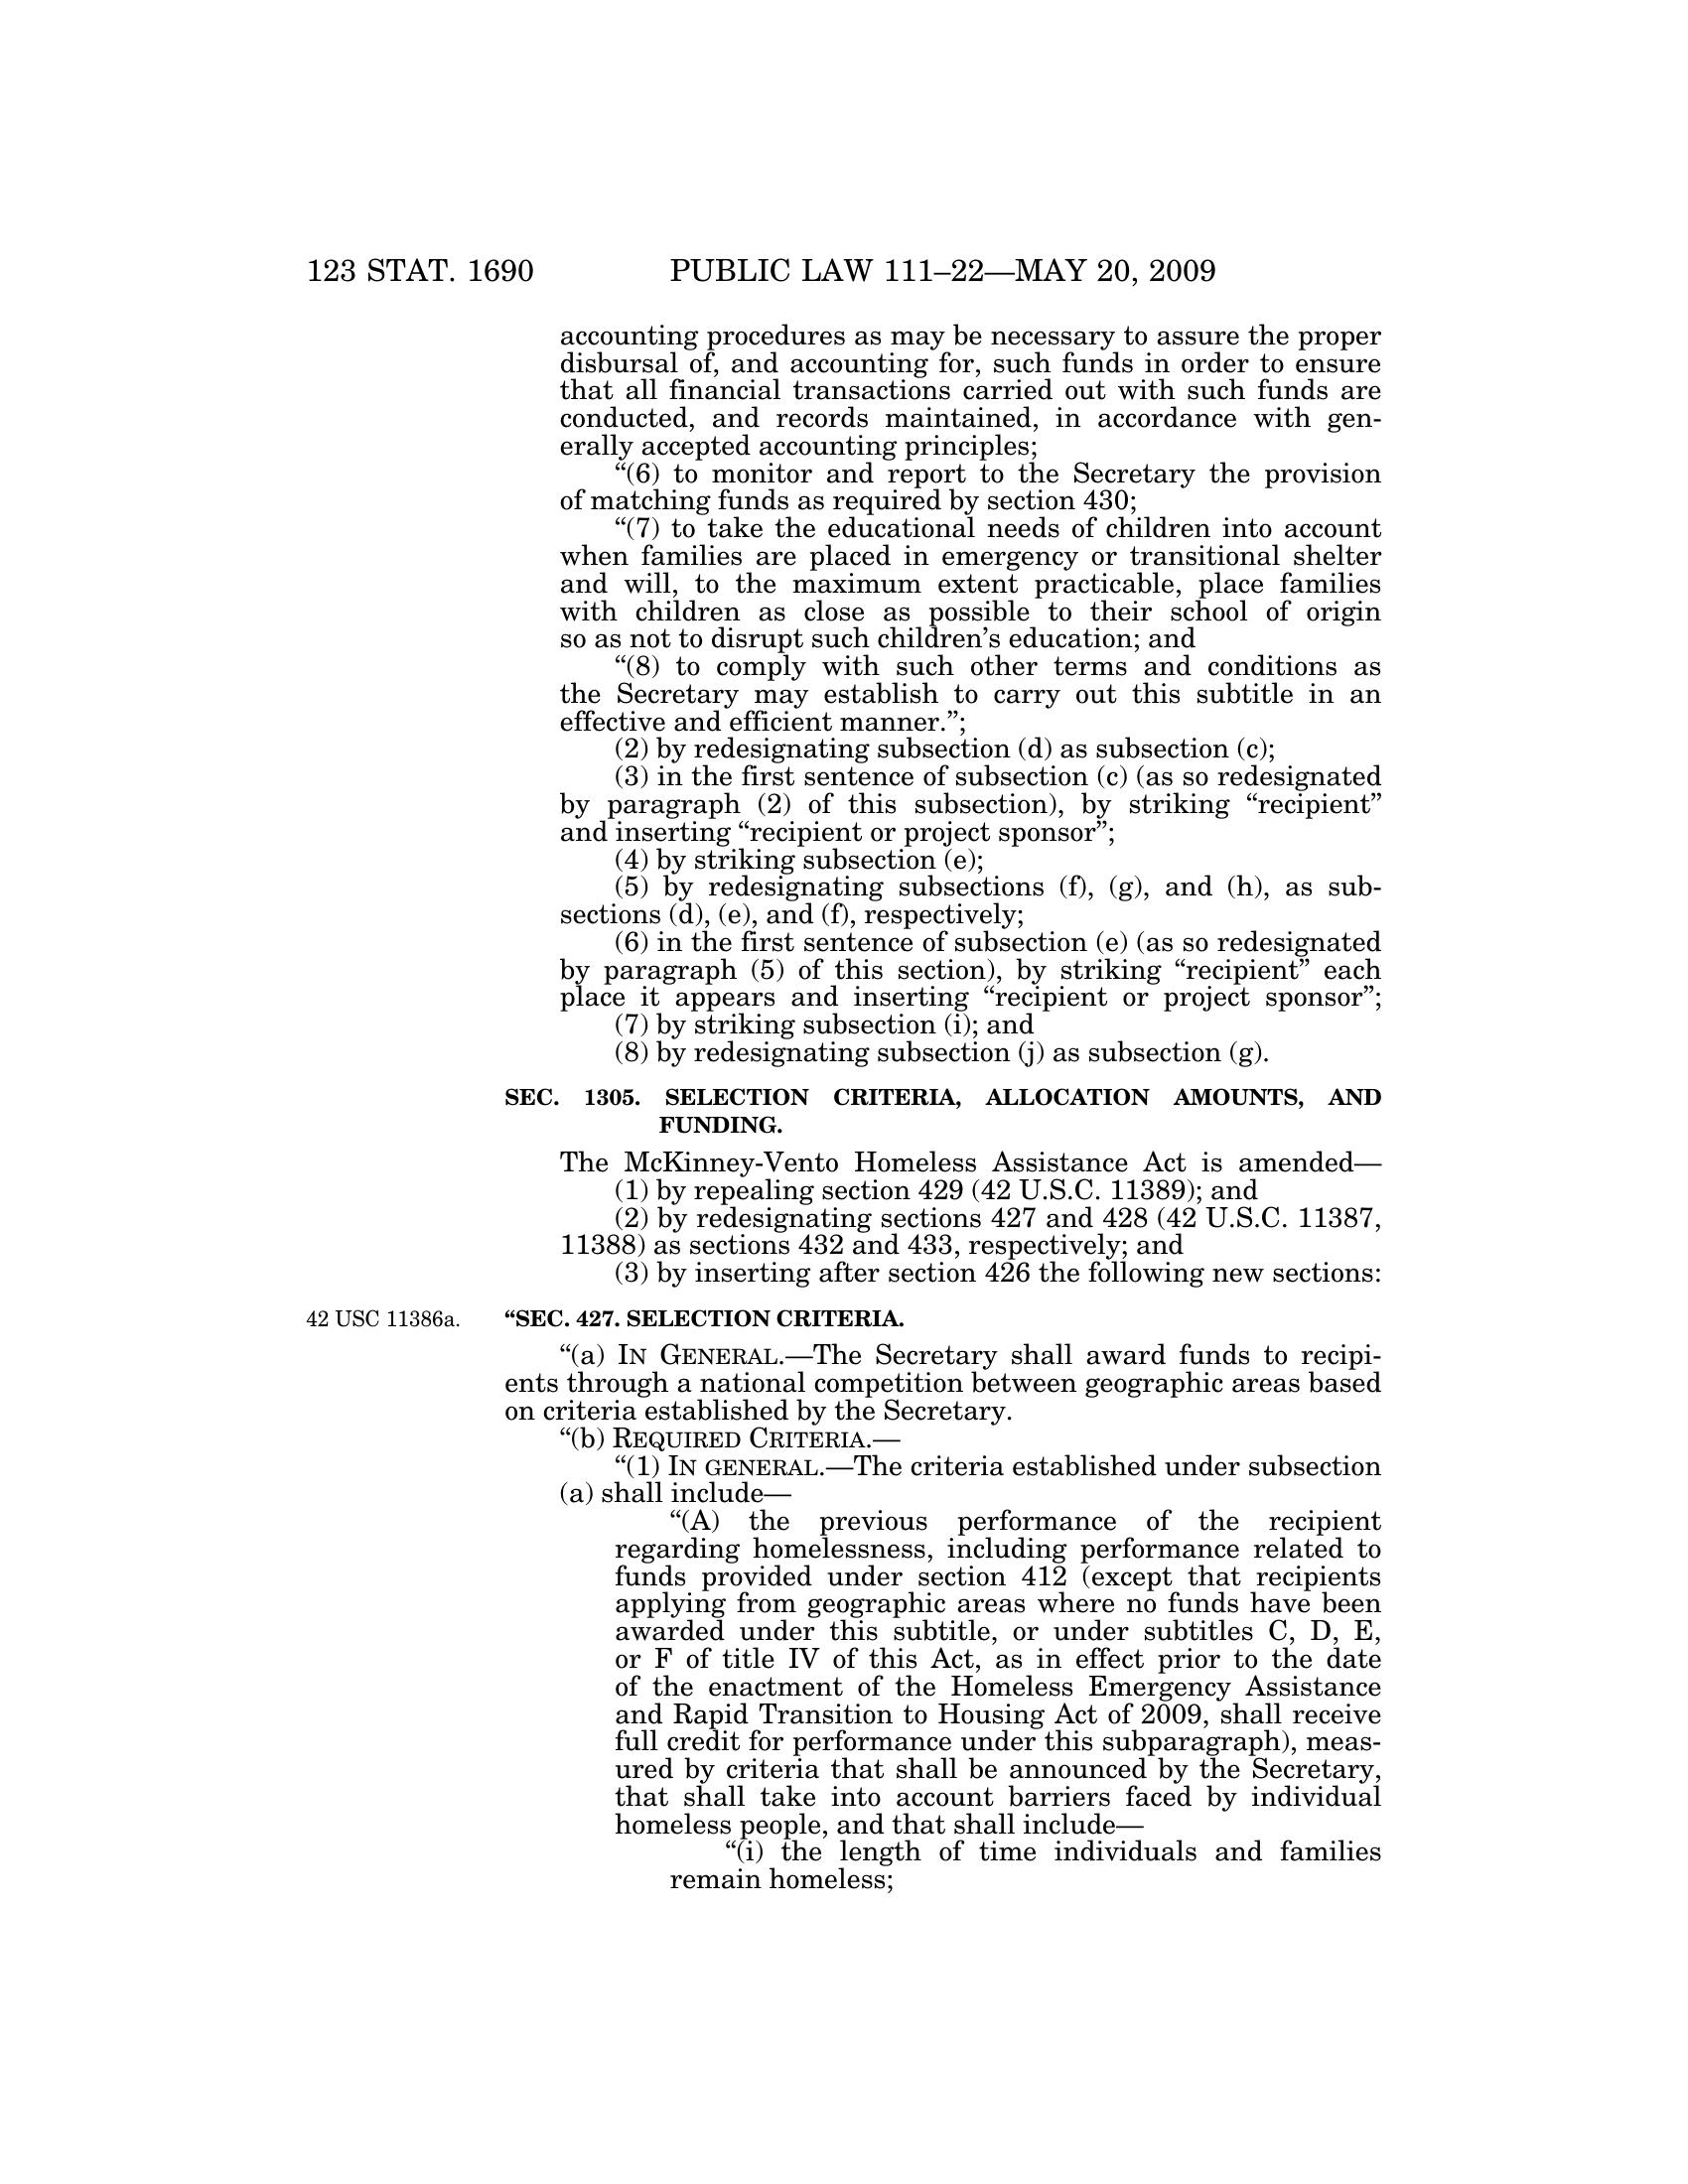 123 STAT. 1690 PUBLIC LAW 111–22—MAY 20, 2009
accounting procedures as may be necessary to assure the proper
disbursal of, and accounting for, such funds in order to ensure
that all financial transactions carried out with such funds are
conducted, and records maintained, in accordance with gen-
erally accepted accounting principles;
“(6) to monitor and report to the Secretary the provision
of matching funds as required by section 430;
“(7) to take the educational needs of children into account
when families are placed in emergency or transitional shelter
and will, to the maximum extent practicable, place families
with children as close as possible to their school of origin
so as not to disrupt such children’s education; and
“(8) to comply with such other terms and conditions as
the Secretary may establish to carry out this subtitle in an
effective and efficient manner.”;
(2) by redesignating subsection (d) as subsection (c);
(3) in the first sentence of subsection (c) (as so redesignated
by paragraph (2) of this subsection), by striking “recipient”
and inserting “recipient or project sponsor”;
(4) by striking subsection (e);
(5) by redesignating subsections (f), (g), and (h), as sub-
sections (d), (e), and (f), respectively;
(6) in the first sentence of subsection (e) (as so redesignated
by paragraph (5) of this section), by striking “recipient” each
place it appears and inserting “recipient or project sponsor”;
(7) by striking subsection (i); and
(8) by redesignating subsection (j) as subsection (g).
SEC. 1305. SELECTION CRITERIA, ALLOCATION AMOUNTS, AND
FUNDING.
The McKinney-Vento Homeless Assistance Act is amended—
(1) by repealing section 429 (42 U.S.C. 11389); and
(2) by redesignating sections 427 and 428 (42 U.S.C. 11387,
11388) as sections 432 and 433, respectively; and
(3) by inserting after section 426 the following new sections:
42 USC 11386a. “SEC. 427. SELECTION CRITERIA.
“(a) IN GENERAL.—The Secretary shall award funds to recipi-
ents through a national competition between geographic areas based
on criteria established by the Secretary.
“(b) REQUIRED CRITERIA.—
“(1) IN GENERAL.—The criteria established under subsection
(a) shall include—
“(A) the previous performance of the recipient
regarding homelessness, including performance related to
funds provided under section 412 (except that recipients
applying from geographic areas where no funds have been
awarded under this subtitle, or under subtitles C, D, E,
or F of title IV of this Act, as in effect prior to the date
of the enactment of the Homeless Emergency Assistance
and Rapid Transition to Housing Act of 2009, shall receive
full credit for performance under this subparagraph), meas-
ured by criteria that shall be announced by the Secretary,
that shall take into account barriers faced by individual
homeless people, and that shall include—
“(i) the length of time individuals and families
remain homeless;